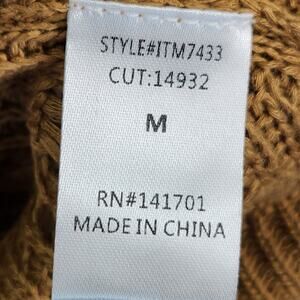 STYLE#ITM7433
CUT:14932
M
RN#141701
MADE IN CHINA